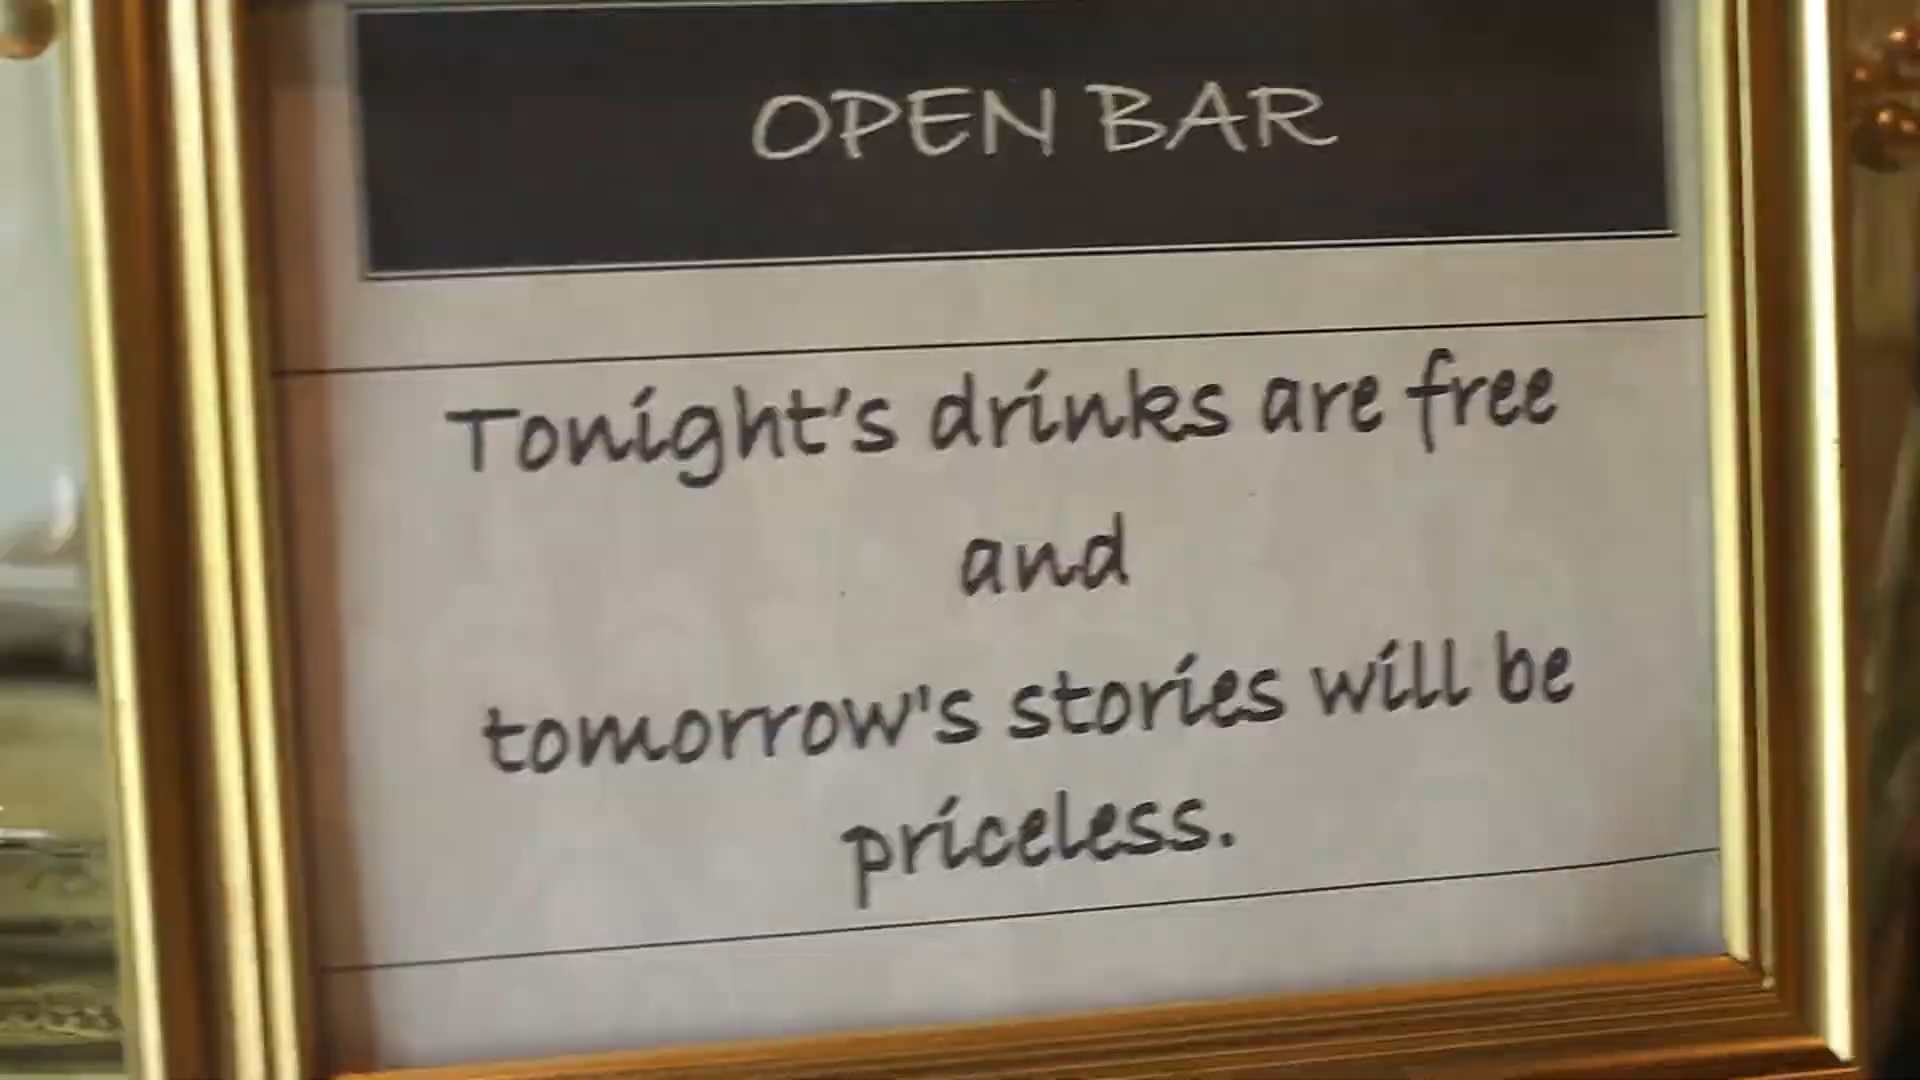 OPEN BAR
Tonight's drinks are free
and
tomorrow's stories will be
priceless.